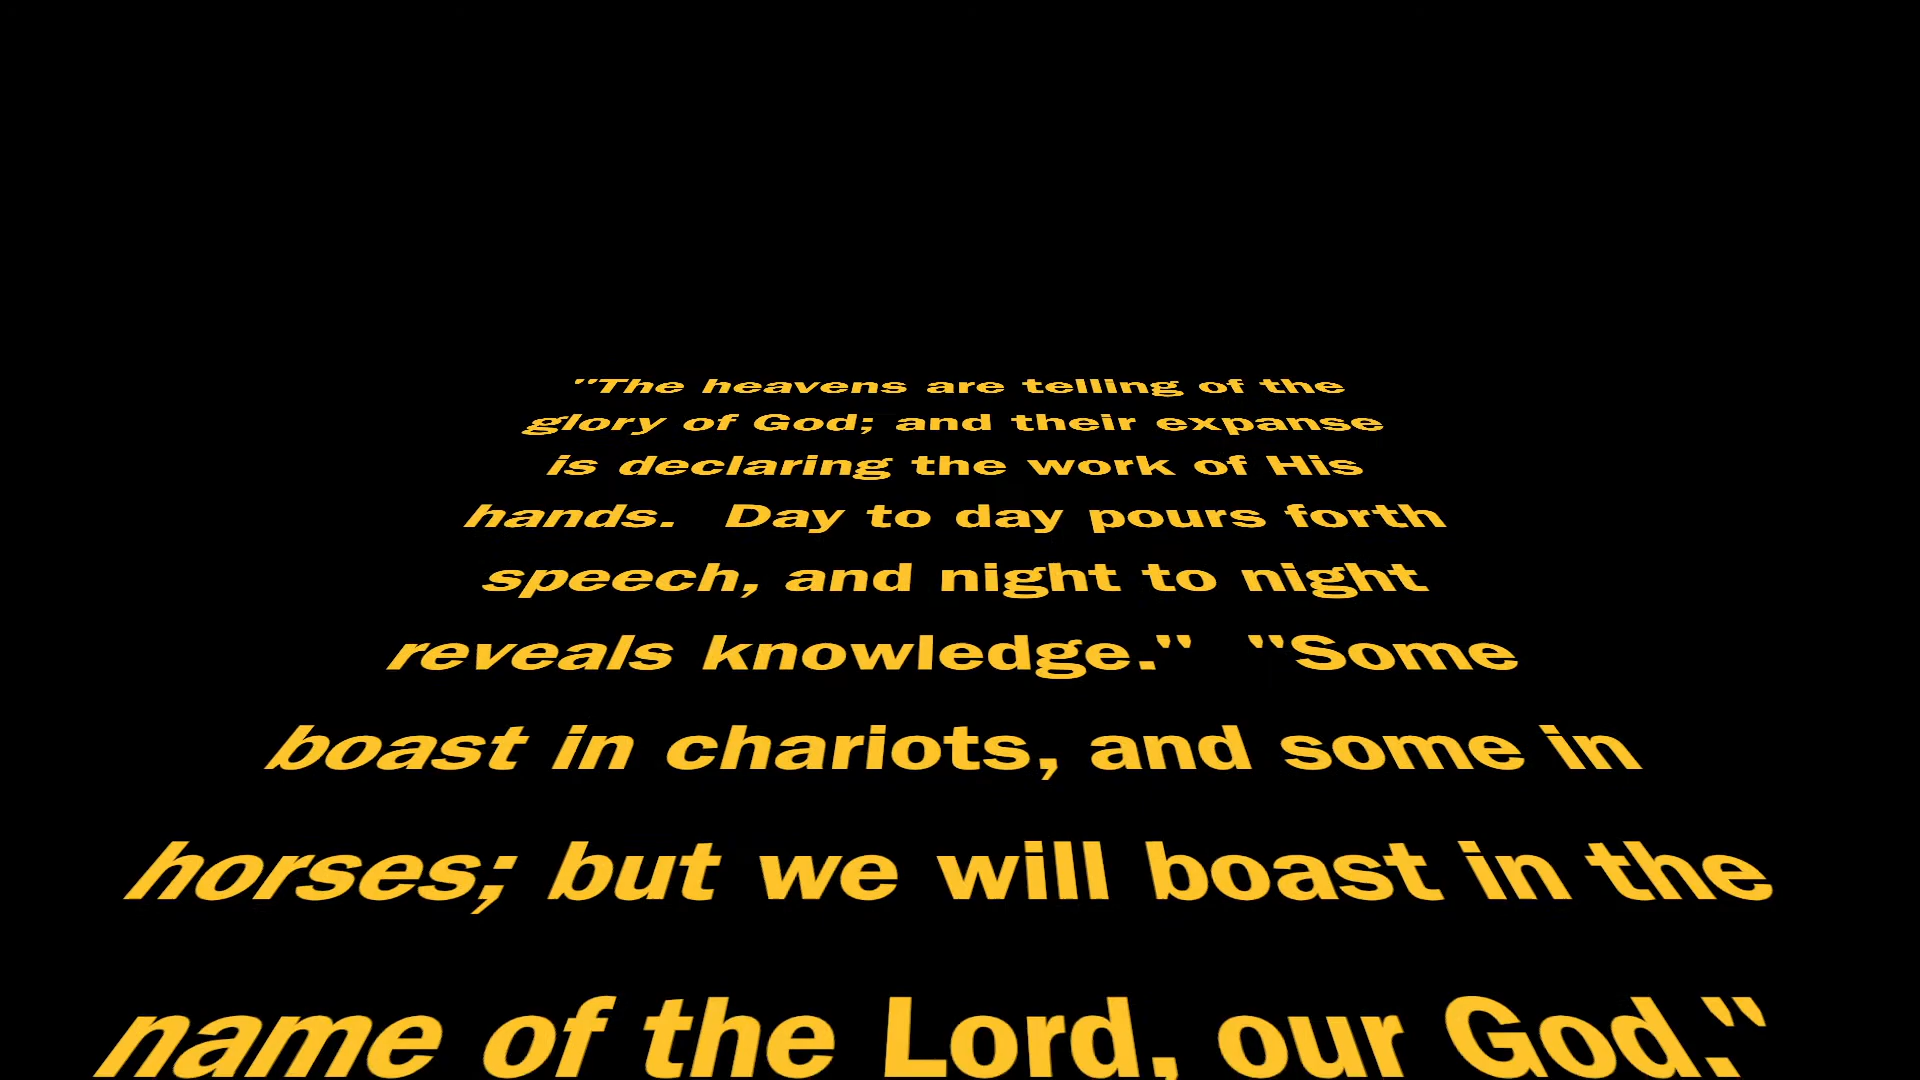 "The heavens are telling of the
glory of God; and their expanse
is declaring the work of His
hands.  Day to day pours forth
speech, and night to night
reveals knowledge."  "Some
boast in chariots, and some in
horses; but we will boast in the
name of the Lord, our God."